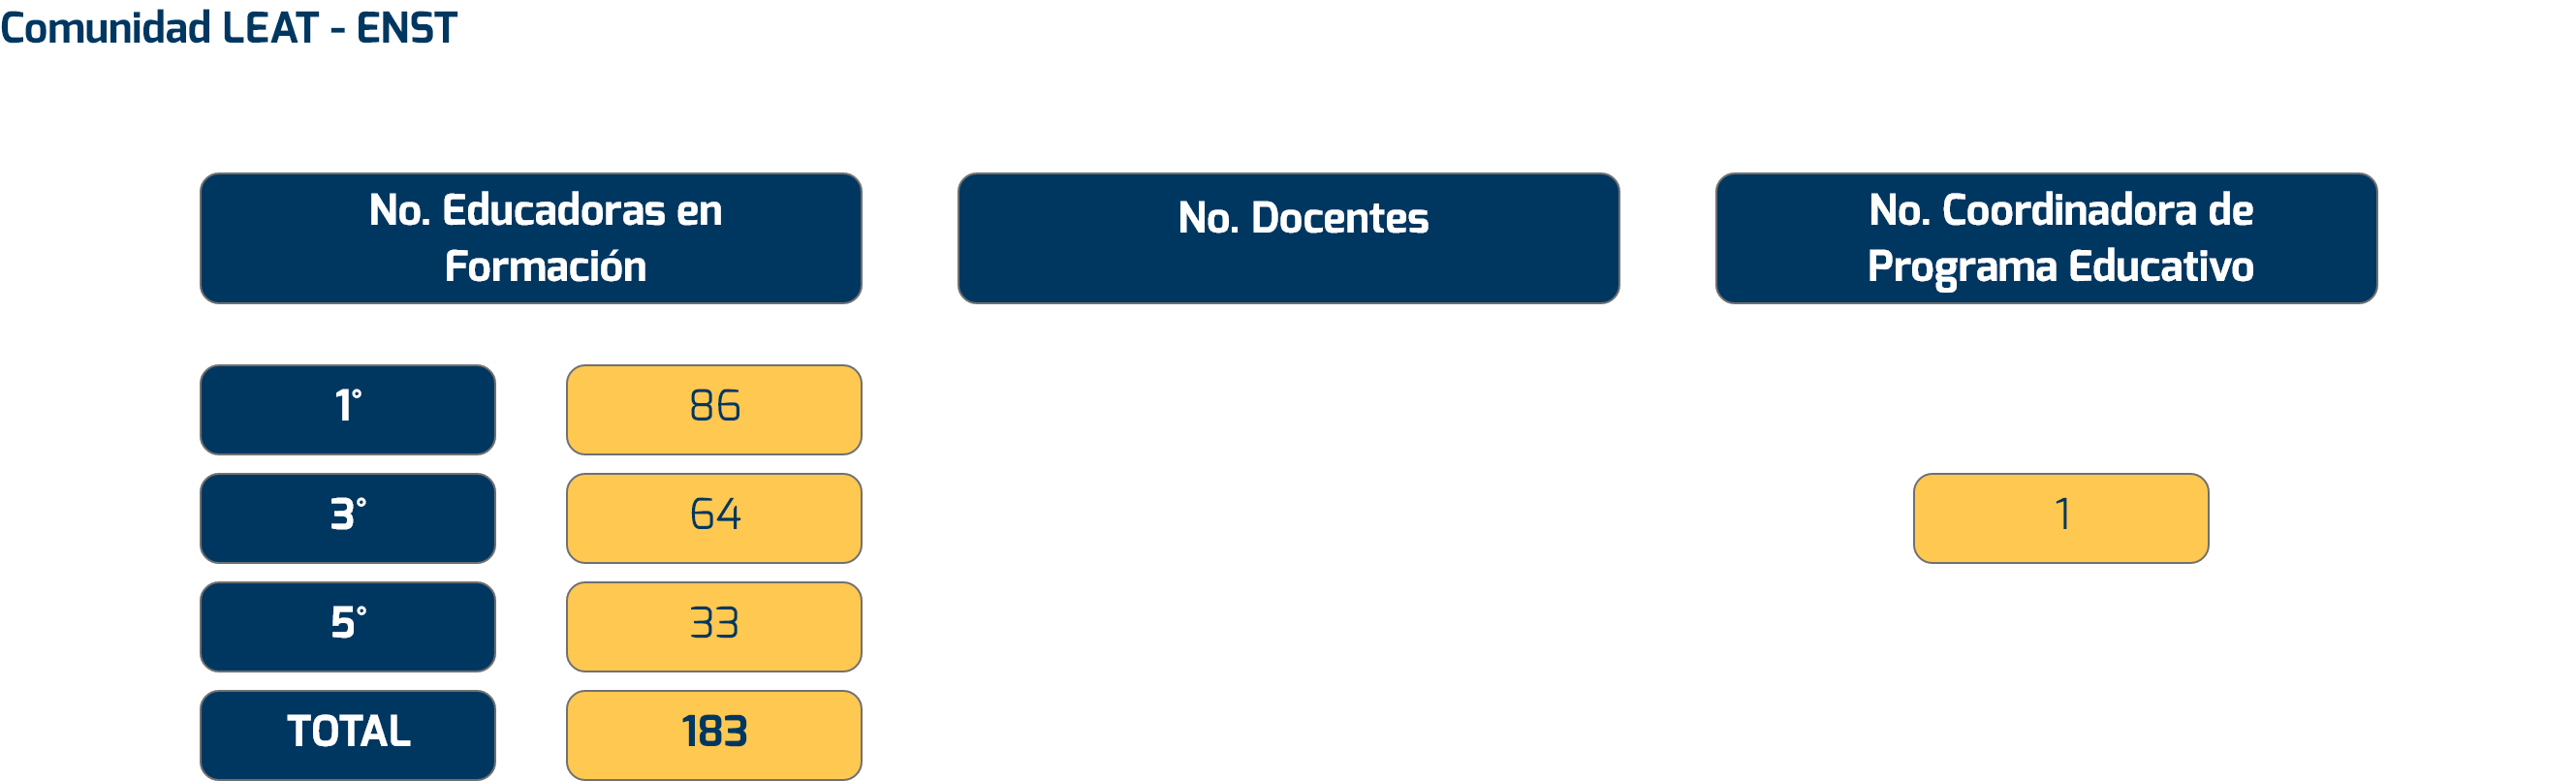 Comunidad LEAT - ENST
No. Educadoras en
Formación
No. Docentes
No. Coordinadora de
Programa Educativo
1°
86
3°
64
1
5°
33
TOTAL
183